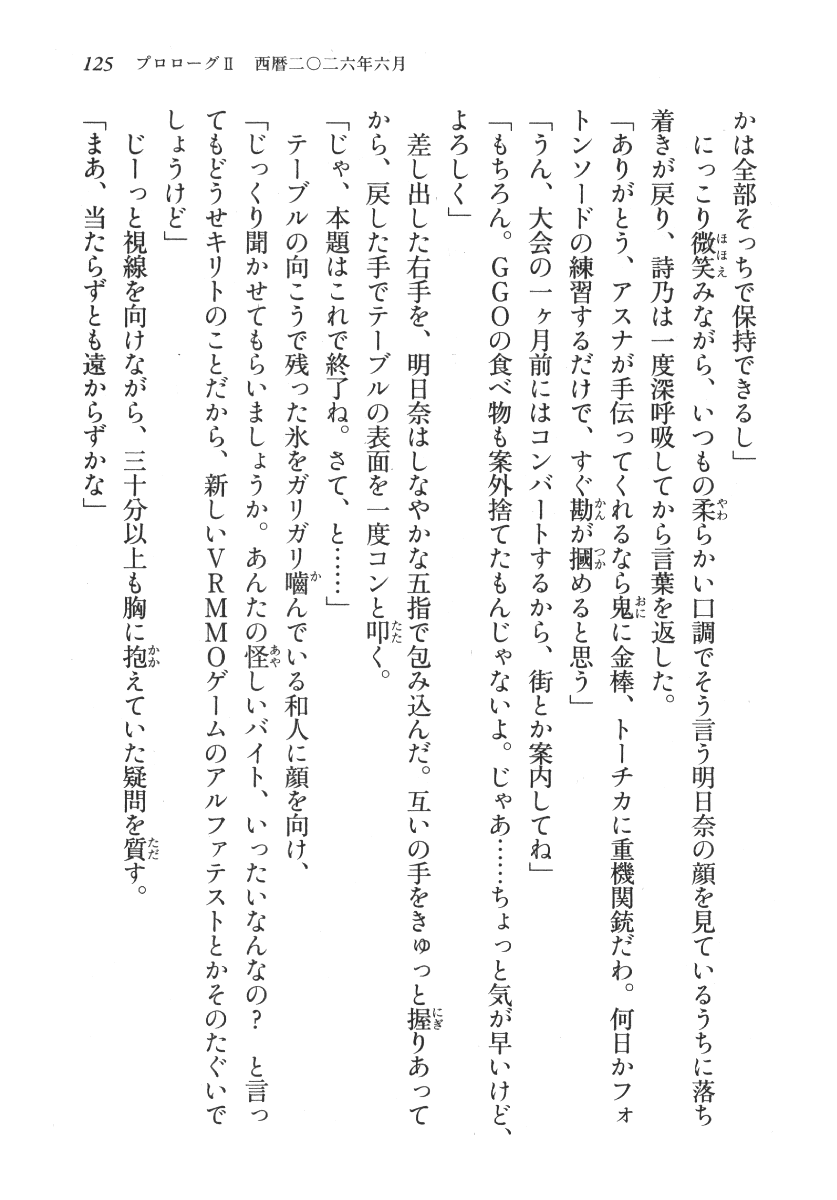 125　プロローグⅡ　西暦二〇二六年六月
かは全部そっちで保持できるし」
　にっこり微笑みながら、いつもの柔らかい口調でそう言う明日奈の顔を見ているうちに落ち
着きが戻り、詩乃は一度深呼吸してから言葉を返した。
「ありがとう、アスナが手伝ってくれるなら鬼に金棒、トーチカに重機関銃だわ。何日かフォ
トンソードの練習するだけで、すぐ勘が摑めると思う」
「うん、大会の一ヶ月前にはコンバートするから、街とか案内してね」
「もちろん。ＧＧＯの食べ物も案外捨てたもんじゃないよ。じゃあ……ちょっと気が早いけど、
よろしく」
　差し出した右手を、明日奈はしなやかな五指で包み込んだ。互いの手をきゅっと握りあって
から、戻した手でテーブルの表面を一度コンと叩く。
「じゃ、本題はこれで終了ね。さて、と……」
　テーブルの向こうで残った氷をガリガリ嚙んでいる和人に顔を向け、
「じっくり聞かせてもらいましょうか。あんたの怪しいバイト、いったいなんなの？　と言っ
てもどうせキリトのことだから、新しいＶＲＭＭＯゲームのアルファテストとかそのたぐいで
しょうけど」
　じーっと視線を向けながら、三十分以上も胸に抱えていた疑問を質す。
「まあ、当たらずとも遠からずかな」